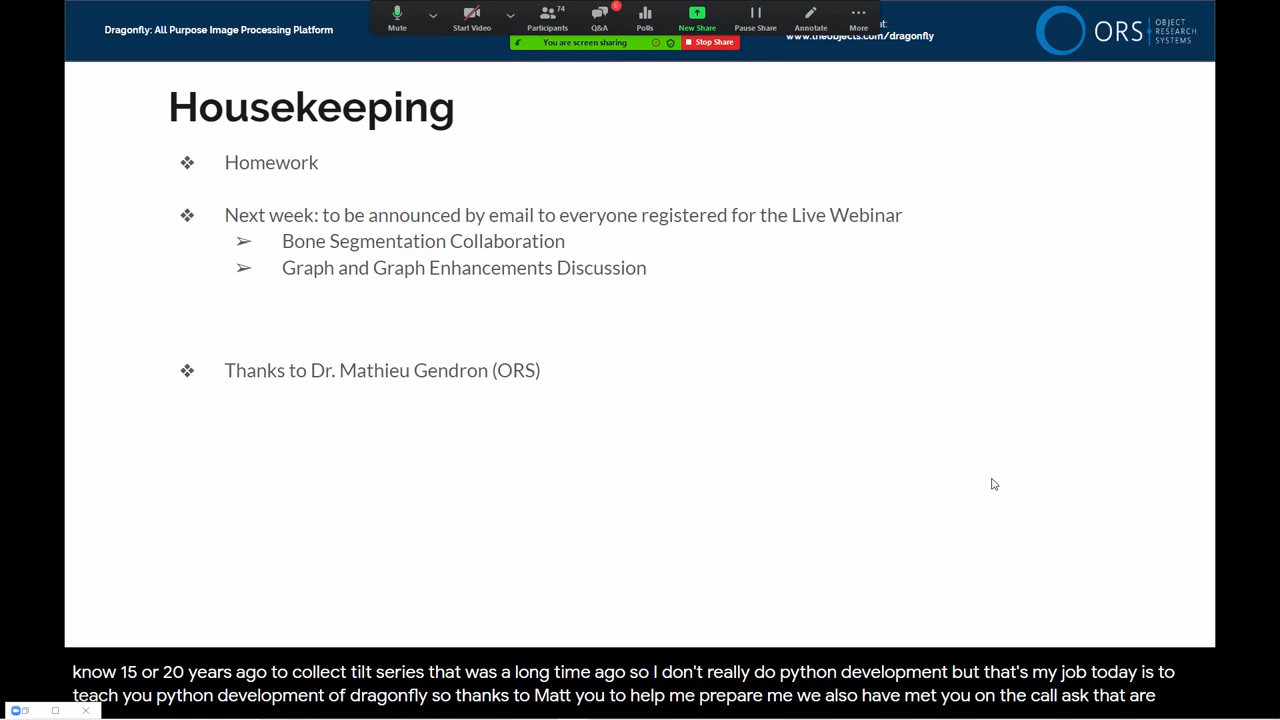 Dragonfly: All Purpose Image Processing Platform
Mute
Start Video
Participants
74
Q&A
Polls
New Share
Pause Share
Annotate
More
You are screen sharing
Stop Share
at:
www.theobjects.com/dragonfly
ORS
OBJECT
RESEARCH
SYSTEMS
Housekeeping
❖ Homework
❖ Next week: to be announced by email to everyone registered for the Live Webinar
➢ Bone Segmentation Collaboration
➢ Graph and Graph Enhancements Discussion
❖ Thanks to Dr. Mathieu Gendron (ORS)
know 15 or 20 years ago to collect tilt series that was a long time ago so I don't really do python development but that's my job today is to
teach you python development of dragonfly so thanks to Matt you to help me prepare me we also have met you on the call ask that are